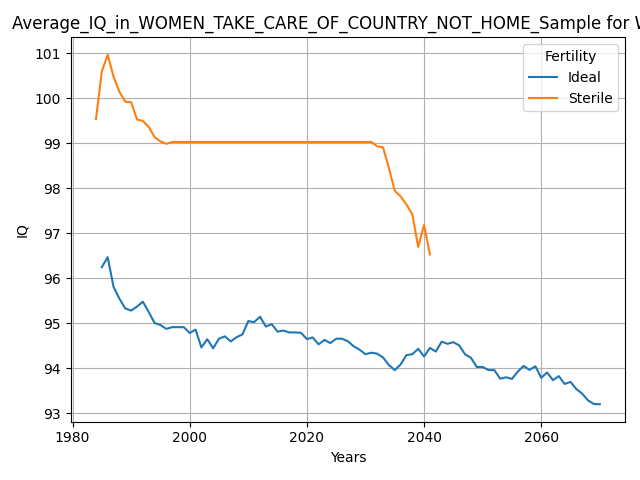 Average_IQ_in_WOMEN_TAKE_CARE_OF_COUNTRY_NOT_HOME_Sample for W
Fertility
Ideal
Sterile
101
100
99
98
97
96
95
94
93
IQ
1980
2000
2020
2040
2060
Years